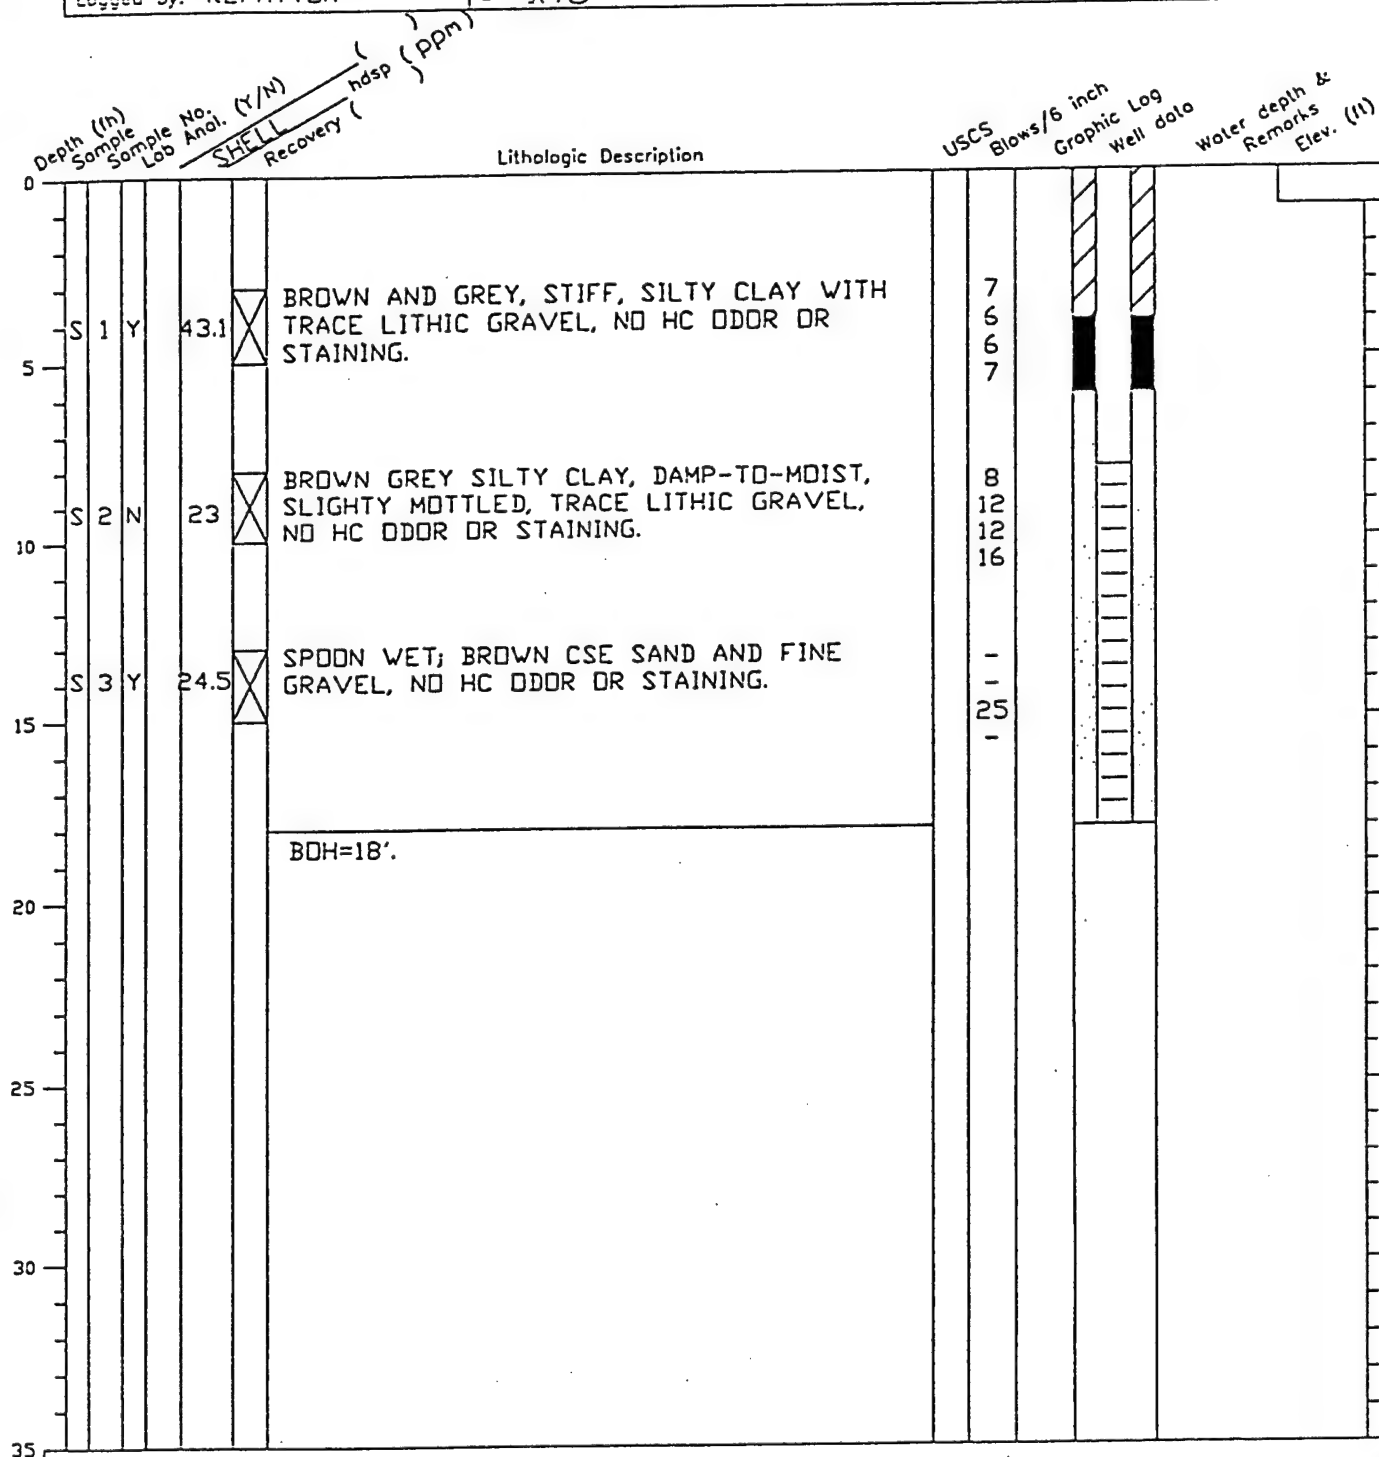 Logged by:
( )
hdsp (ppm)
Depth (fn)
Sample
Sample No.
Lab Anal. (Y/N)
SHELL
Recovery ( )
Lithologic Description
USCS
Blows/6 inch
Graphic Log
Well data
Water depth &
Remarks
Elev. (ft)
0
BROWN AND GREY, STIFF, SILTY CLAY WITH
TRACE LITHIC GRAVEL, NO HC ODOR OR
STAINING.
S 1 Y 43.1
7
6
6
7
5
BROWN GREY SILTY CLAY, DAMP-TO-MOIST,
SLIGHTY MOTTLED, TRACE LITHIC GRAVEL,
NO HC ODOR OR STAINING.
S 2 N 23
8
12
12
16
10
SPOON WET; BROWN CSE SAND AND FINE
GRAVEL, NO HC ODOR OR STAINING.
S 3 Y 24.5
-
-
25
-
15
BOH=18'.
20
25
30
35